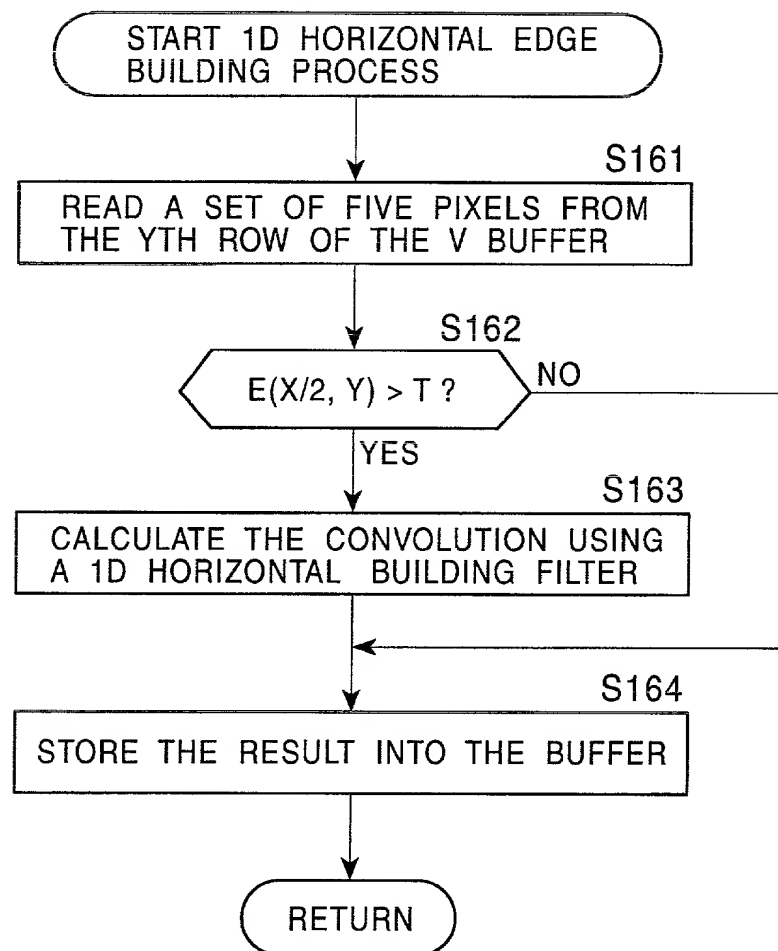 START 1D HORIZONTAL EDGE
BUILDING PROCESS
S161
READ A SET OF FIVE PIXELS FROM
THE YTH ROW OF THE V BUFFER
S162
E(X/2, Y) > T ?
NO
YES
S163
CALCULATE THE CONVOLUTION USING
A 1D HORIZONTAL BUILDING FILTER
S164
STORE THE RESULT INTO THE BUFFER
RETURN